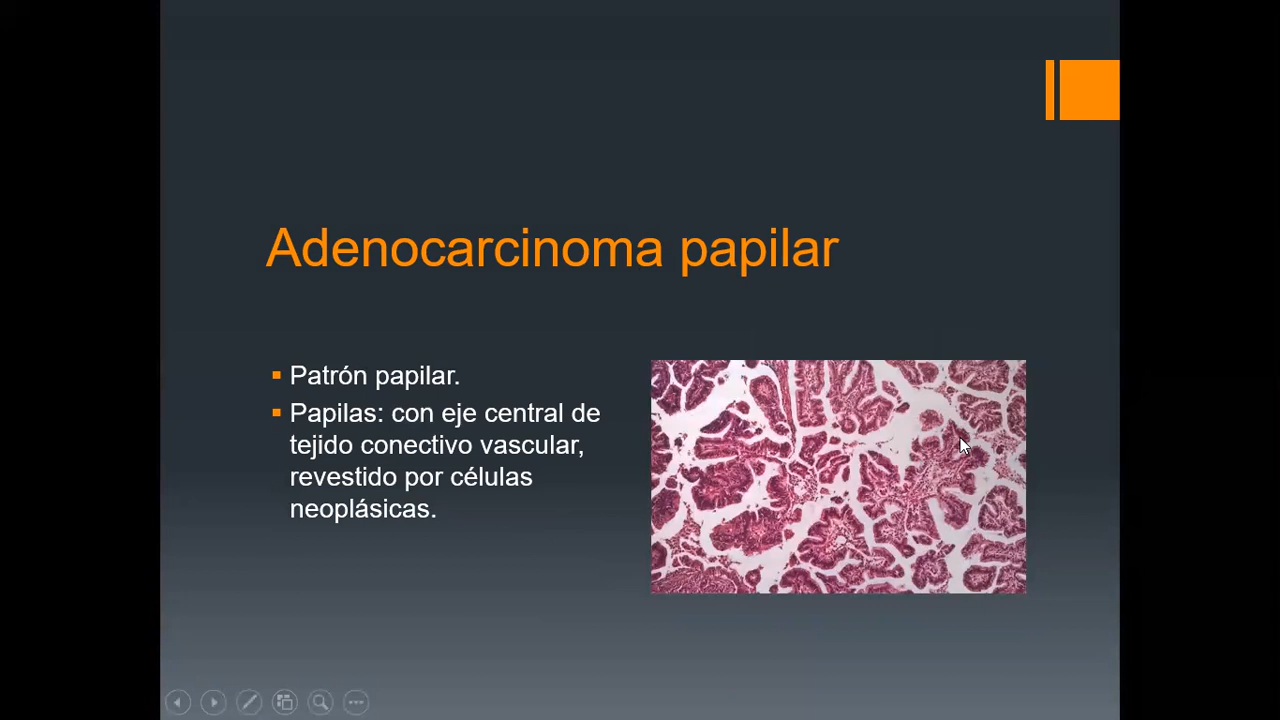 Adenocarcinoma papilar
Patrón papilar.
Papilas: con eje central de
tejido conectivo vascular,
revestido por células
neoplásicas.